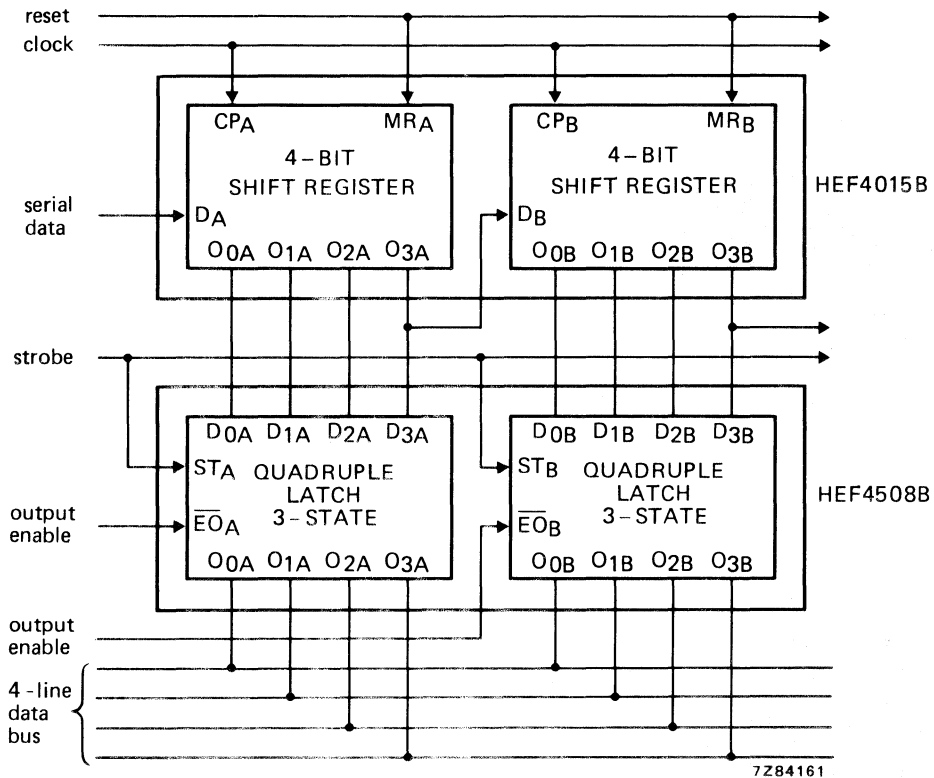 reset
clock
CPA MRA
4-BIT
SHIFT REGISTER
DA
O0A O1A O2A O3A
CPB MRB
4-BIT
SHIFT REGISTER
DB
O0B O1B O2B O3B
HEF4015B
serial
data
strobe
D0A D1A D2A D3A
STA
QUADRUPLE
LATCH
3-STATE
EOA
O0A O1A O2A O3A
D0B D1B D2B D3B
STB
QUADRUPLE
LATCH
3-STATE
EOB
O0B O1B O2B O3B
HEF4508B
output
enable
output
enable
4-line
data
bus
7Z84161